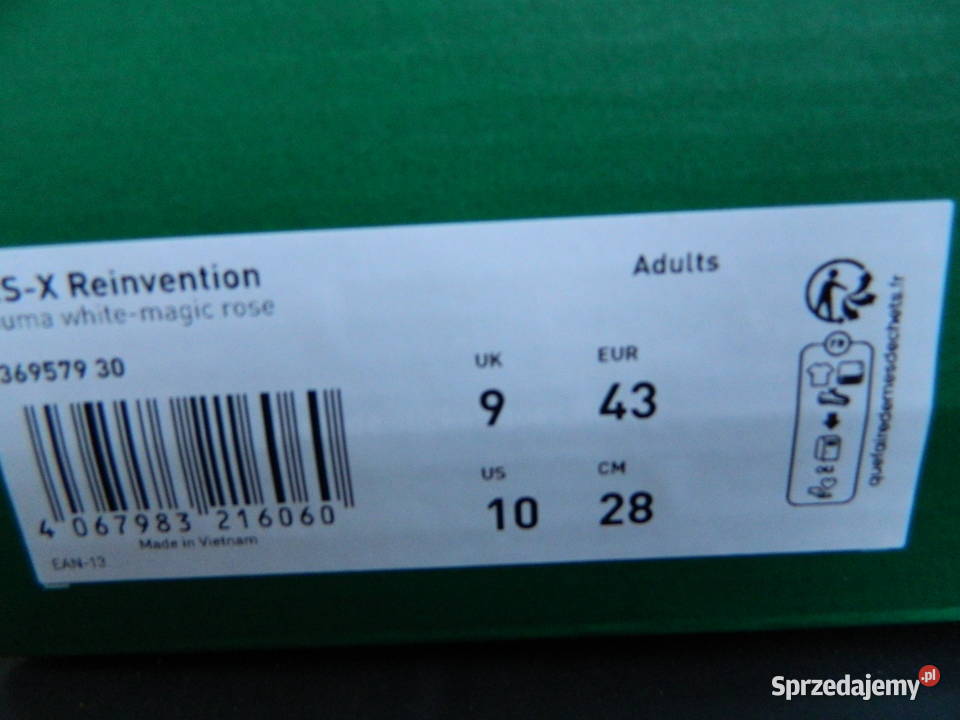 S-X Reinvention
uma white-magic rose
369579 30
Adults
UK
9
EUR
43
US
10
CM
28
4 067983 216060
Made in Vietnam
EAN-13
quefairedemesdechets.fr
Sprzedajemy.pl